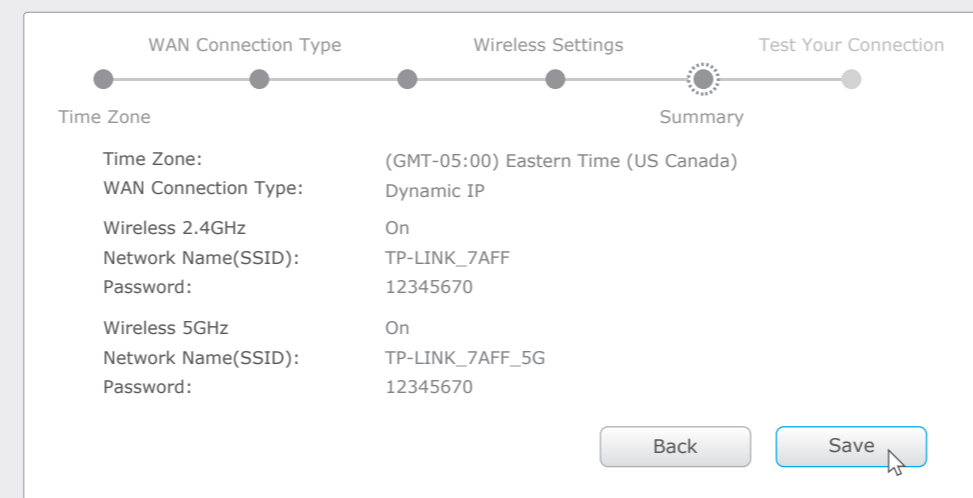 WAN Connection Type Wireless Settings Test Your Connection
Time Zone Summary
Time Zone: (GMT-05:00) Eastern Time (US Canada)
WAN Connection Type: Dynamic IP
Wireless 2.4GHz On
Network Name(SSID): TP-LINK_7AFF
Password: 12345670
Wireless 5GHz On
Network Name(SSID): TP-LINK_7AFF_5G
Password: 12345670
Back Save